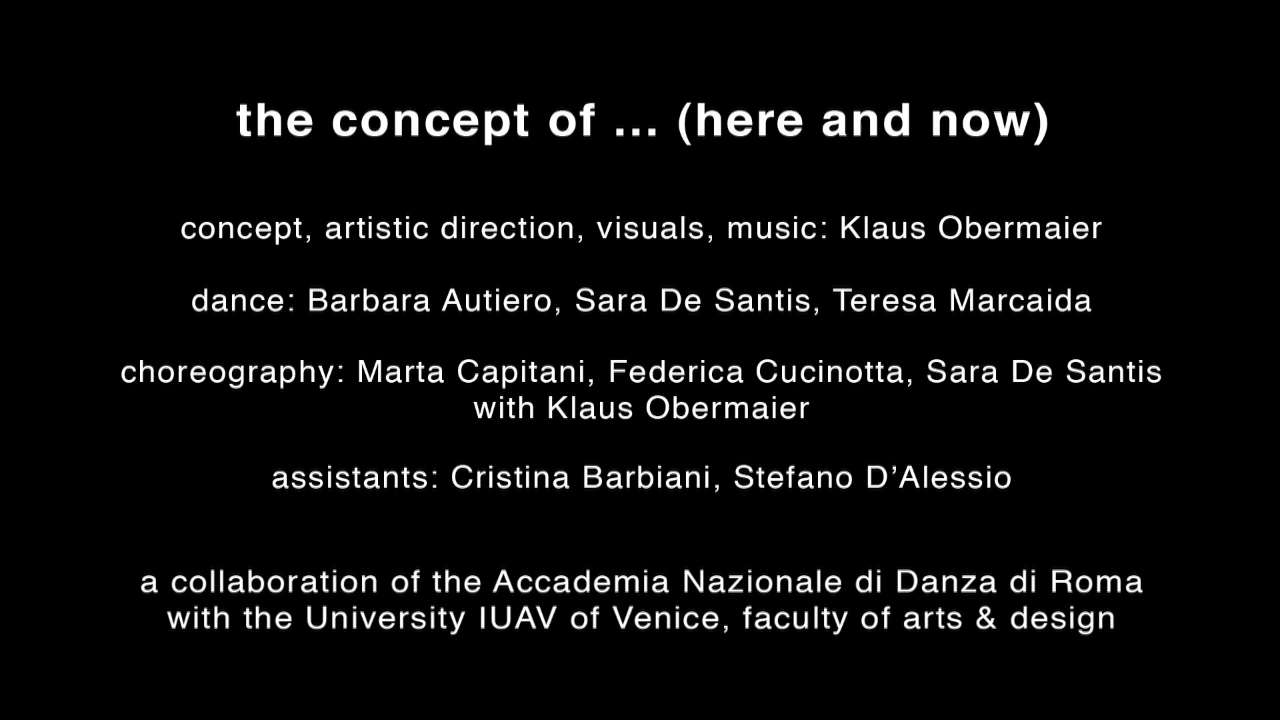 the concept of ... (here and now)
concept, artistic direction, visuals, music: Klaus Obermaier
dance: Barbara Autiero, Sara De Santis, Teresa Marcaida
choreography: Marta Capitani, Federica Cucinotta, Sara De Santis
with Klaus Obermaier
assistants: Cristina Barbiani, Stefano D’Alessio
a collaboration of the Accademia Nazionale di Danza di Roma
with the University IUAV of Venice, faculty of arts & design